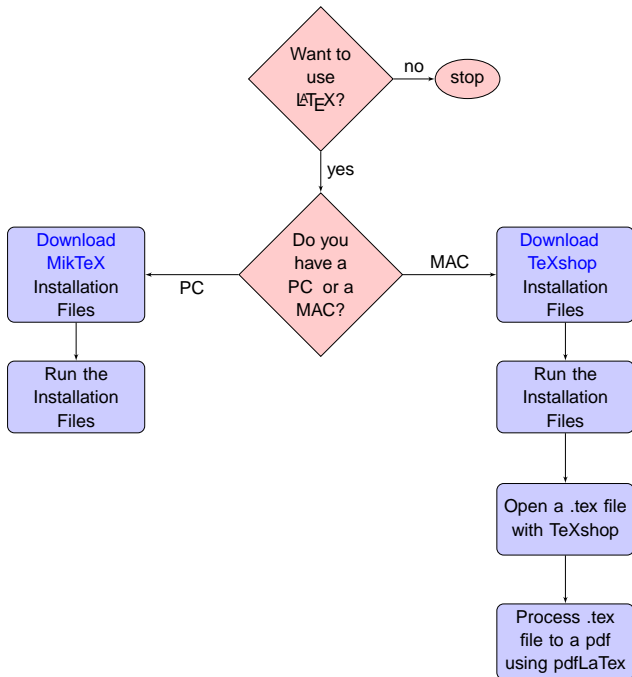 Want to
use
LATEX?
no
stop
yes
Do you
have a
PC or a
MAC?
PC
MAC
Download
MikTeX
Installation
Files
Run the
Installation
Files
Download
TeXshop
Installation
Files
Run the
Installation
Files
Open a .tex file
with TeXshop
Process .tex
file to a pdf
using pdfLaTex